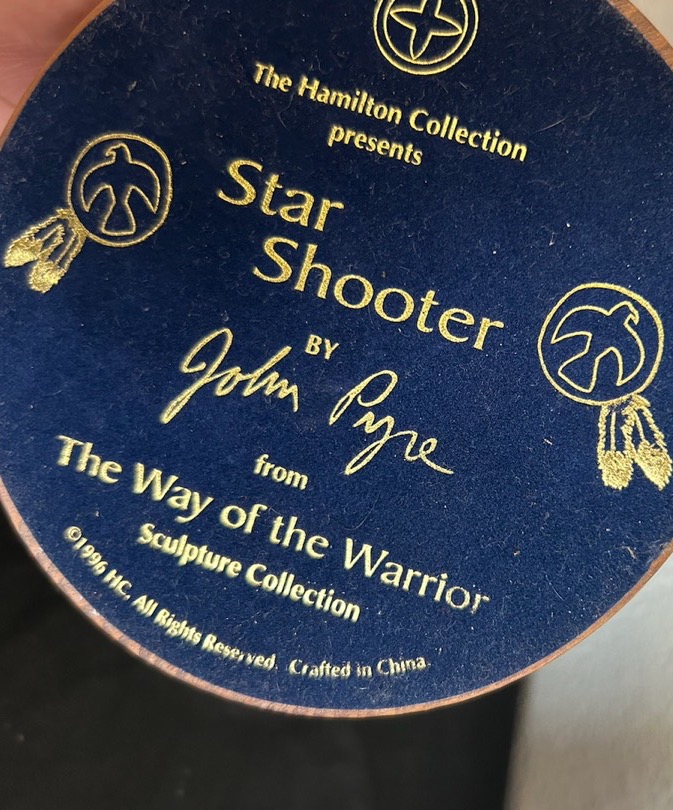 The Hamilton Collection
presents
Star
Shooter
BY
John Pyre
from
The Way of the Warrior
Sculpture Collection
©1996 HC, All Rights Reserved. Crafted in China.